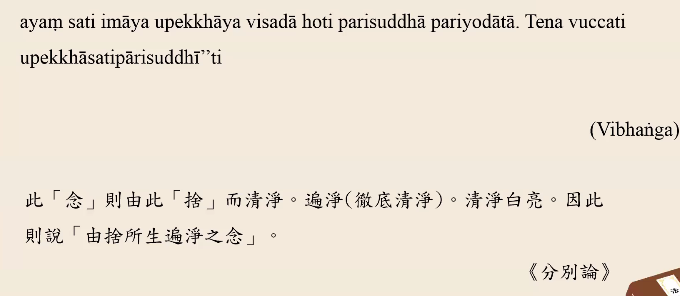 ayaṃ sati imāya upekkhāya visadā hoti parisuddhā pariyodātā. Tena vuccati
upekkhāsatipārisuddhī’’ti
(Vibhaṅga)
此「念」則由此「捨」而清淨。遍淨(徹底清淨)。清淨白亮。因此
則說「由捨所生遍淨之念」。
《分別論》